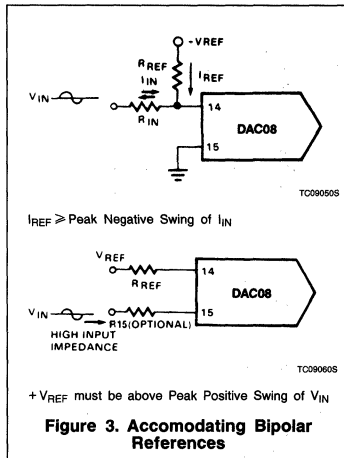 -VREF
RREF
IIN
IREF
VIN
RIN
14
DAC08
15
TC09050S
IREF ⩾ Peak Negative Swing of IIN
VREF
14
RREF
DAC08
VIN
15
R15(OPTIONAL)
HIGH INPUT
IMPEDANCE
TC09060S
+ VREF must be above Peak Positive Swing of VIN
Figure 3. Accomodating Bipolar
References